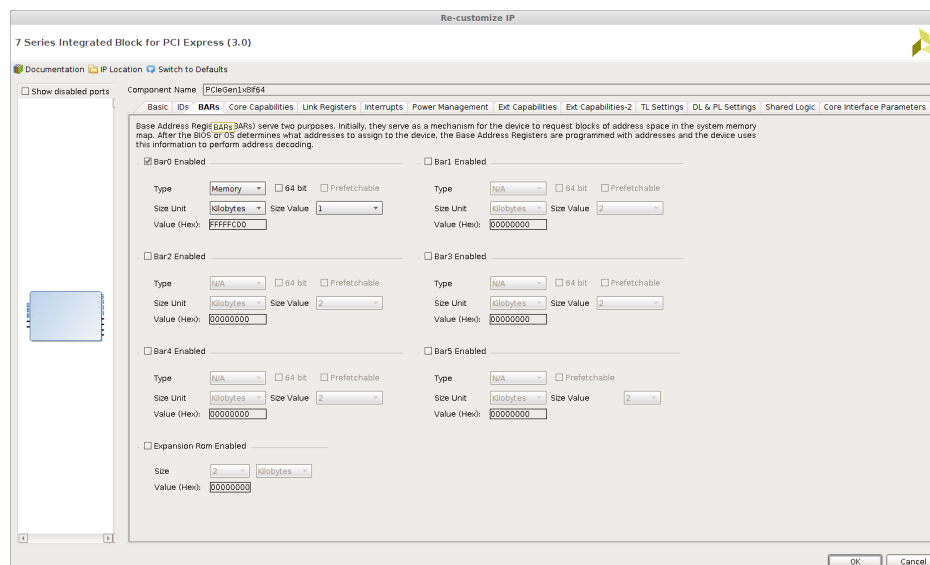 Re-customize IP
7 Series Integrated Block for PCI Express (3.0)
Documentation IP Location Switch to Defaults
Show disabled ports
Component Name PCIeGen1x8If64
Basic IDs BARs Core Capabilities Link Registers Interrupts Power Management Ext Capabilities Ext Capabilities-2 TL Settings DL & PL Settings Shared Logic Core Interface Parameters
Base Address Regis BARs BARs) serve two purposes. Initially, they serve as a mechanism for the device to request blocks of address space in the system memory
map. After the BIOS or OS determines what addresses to assign to the device, the Base Address Registers are programmed with addresses and the device uses
this information to perform address decoding.
Bar0 Enabled Bar1 Enabled
Type Memory 64 bit Prefetchable Type N/A 64 bit Prefetchable
Size Unit Kilobytes Size Value 1 Size Unit Kilobytes Size Value 2
Value (Hex): FFFFFC00 Value (Hex): 00000000
Bar2 Enabled Bar3 Enabled
Type N/A 64 bit Prefetchable Type N/A 64 bit Prefetchable
Size Unit Kilobytes Size Value 2 Size Unit Kilobytes Size Value 2
Value (Hex): 00000000 Value (Hex): 00000000
Bar4 Enabled Bar5 Enabled
Type N/A 64 bit Prefetchable Type N/A Prefetchable
Size Unit Kilobytes Size Value 2 Size Unit Kilobytes Size Value 2
Value (Hex): 00000000 Value (Hex): 00000000
Expansion Rom Enabled
Size 2 Kilobytes
Value (Hex): 00000000
OK Cancel